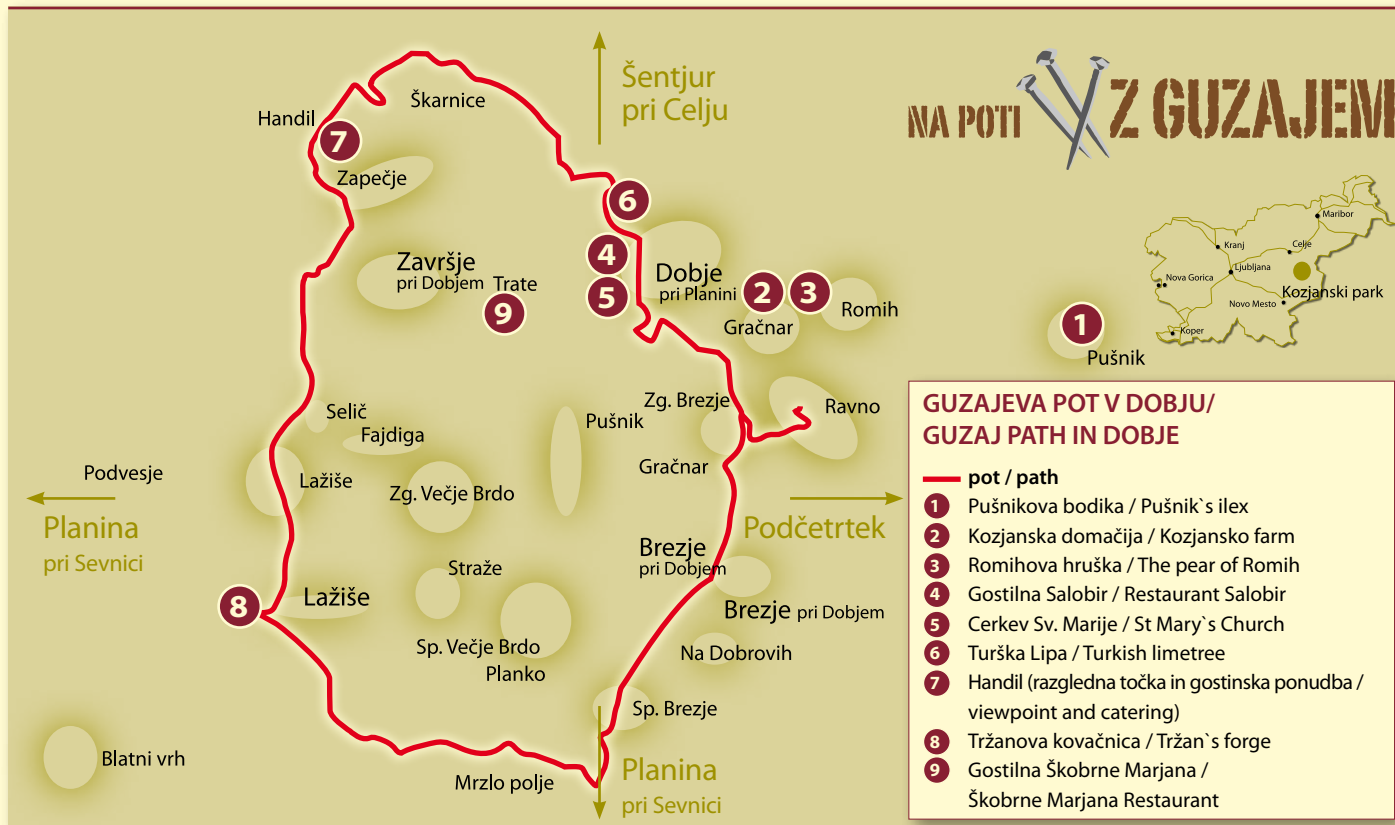 NA POTI Z GUZAJEM
Šentjur
pri Celju
Škarnice
Handil
7
Zapečje
6
4
5
Završje
pri Dobjem
Trate
9
Dobje
pri Planini
2
3
Gračnar
Romih
1
Pušnik
Maribor
Kranj
Celje
Ljubljana
Nova Gorica
Kozjanski park
Novo Mesto
Koper
Selič
Fajdiga
Pušnik
Zg. Brezje
Ravno
Podvesje
Lažiše
Zg. Večje Brdo
Gračnar
Planina
pri Sevnici
Podčetrtek
Brezje
pri Dobjem
Straže
8
Lažiše
Brezje pri Dobjem
Sp. Večje Brdo
Planko
Na Dobrovih
Sp. Brezje
Blatni vrh
Mrzlo polje
Planina
pri Sevnici
GUZAJEVA POT V DOBJU/
GUZAJ PATH IN DOBJE
pot / path
1 Pušnikova bodika / Pušnik`s ilex
2 Kozjanska domačija / Kozjansko farm
3 Romihova hruška / The pear of Romih
4 Gostilna Salobir / Restaurant Salobir
5 Cerkev Sv. Marije / St Mary`s Church
6 Turška Lipa / Turkish limetree
7 Handil (razgledna točka in gostinska ponudba /
viewpoint and catering)
8 Tržanova kovačnica / Tržan`s forge
9 Gostilna Škobrne Marjana /
Škobrne Marjana Restaurant